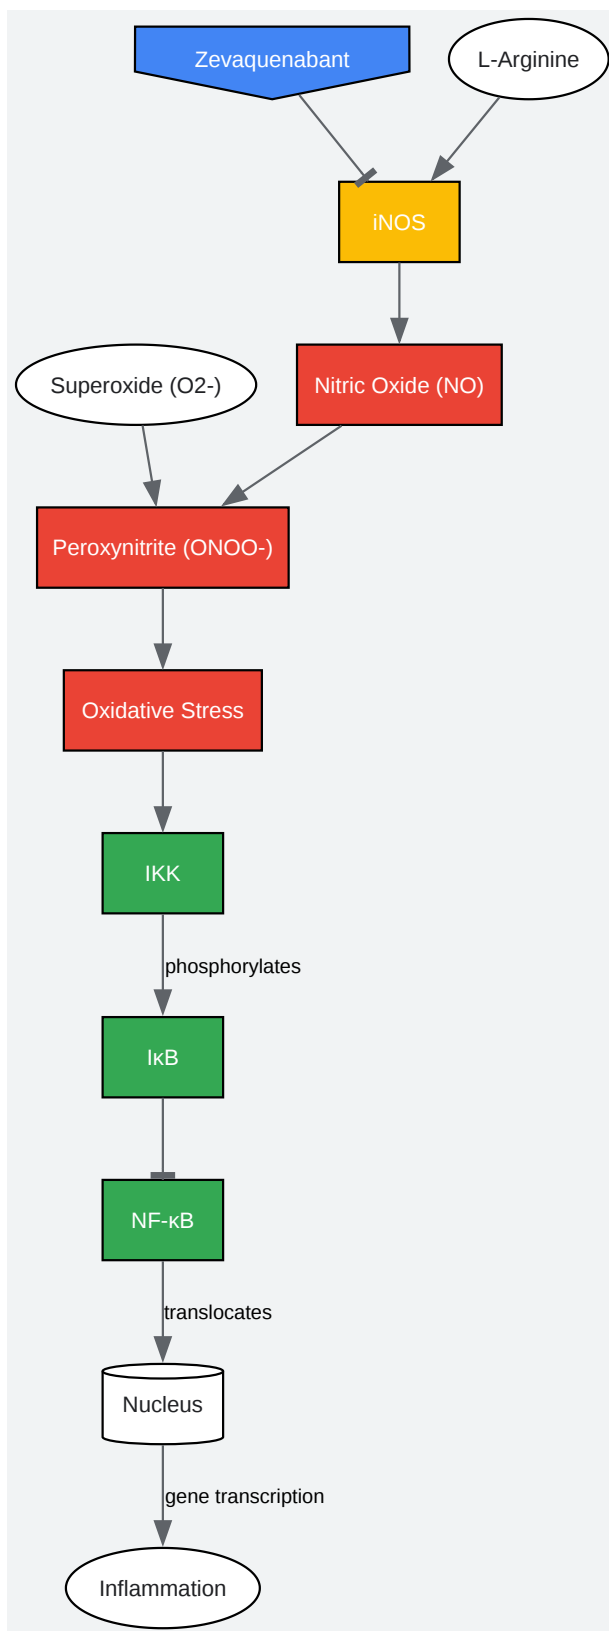 Zevaquenabant
L-Arginine
iNOS
Superoxide (O2-)
Nitric Oxide (NO)
Peroxynitrite (ONOO-)
Oxidative Stress
IKK
phosphorylates
IκB
NF-κB
translocates
Nucleus
gene transcription
Inflammation